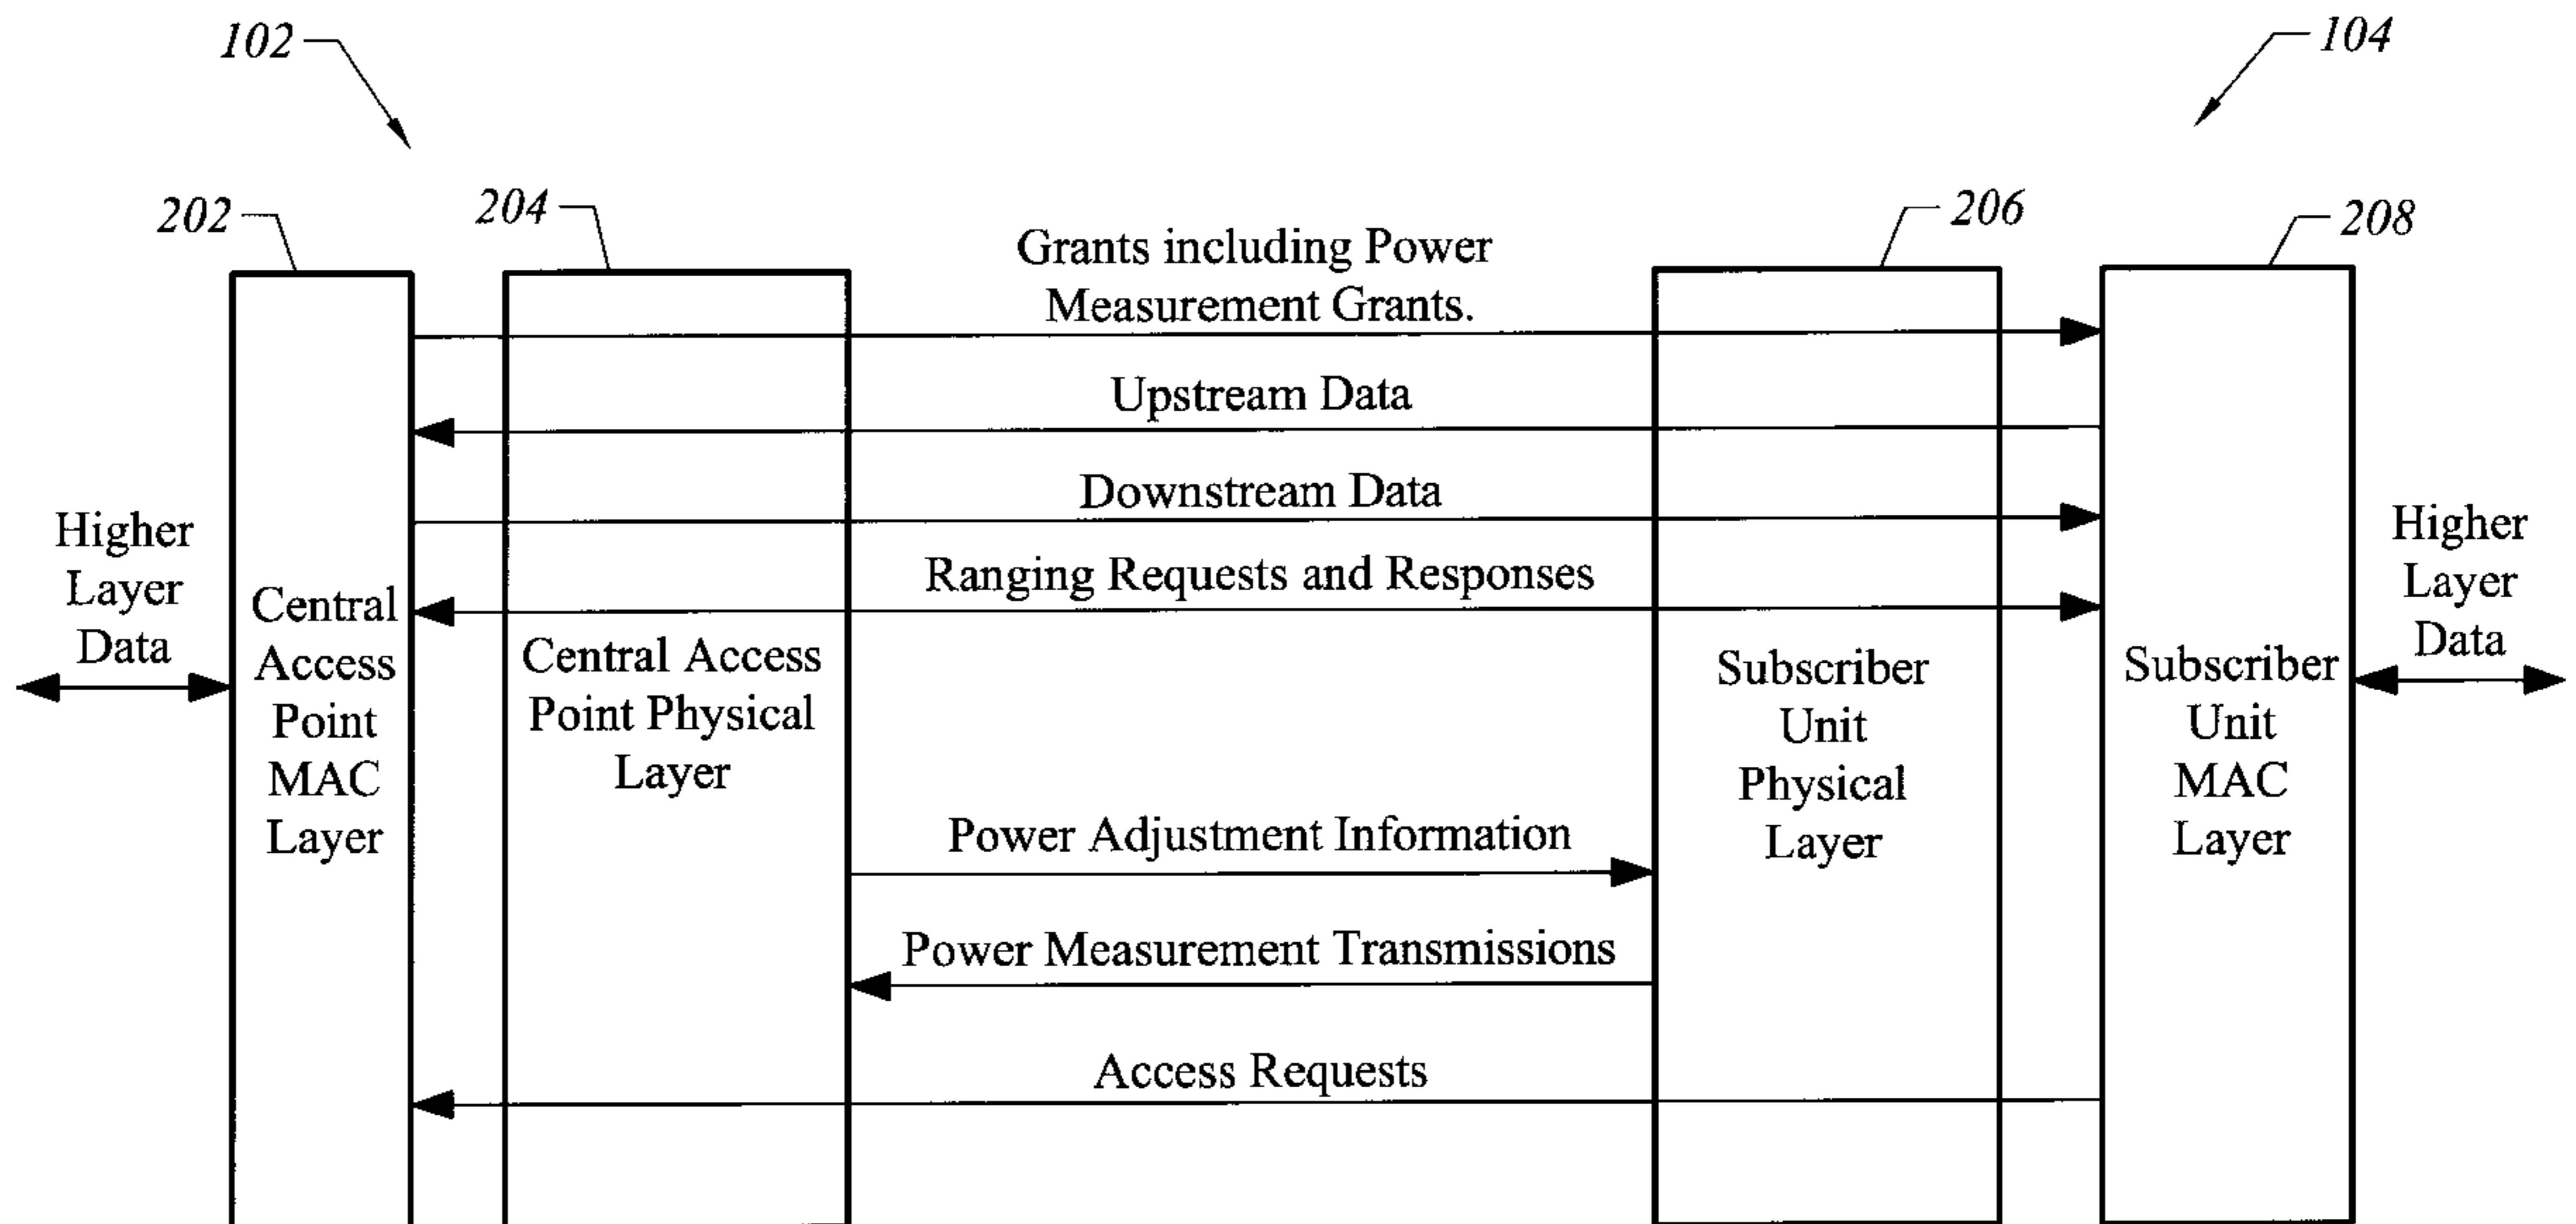 102
104
202
204
206
208
Grants including Power
Measurement Grants.
Upstream Data
Downstream Data
Ranging Requests and Responses
Higher
Layer
Data
Central
Access
Point
MAC
Layer
Central Access
Point Physical
Layer
Subscriber
Unit
Physical
Layer
Subscriber
Unit
MAC
Layer
Higher
Layer
Data
Power Adjustment Information
Power Measurement Transmissions
Access Requests